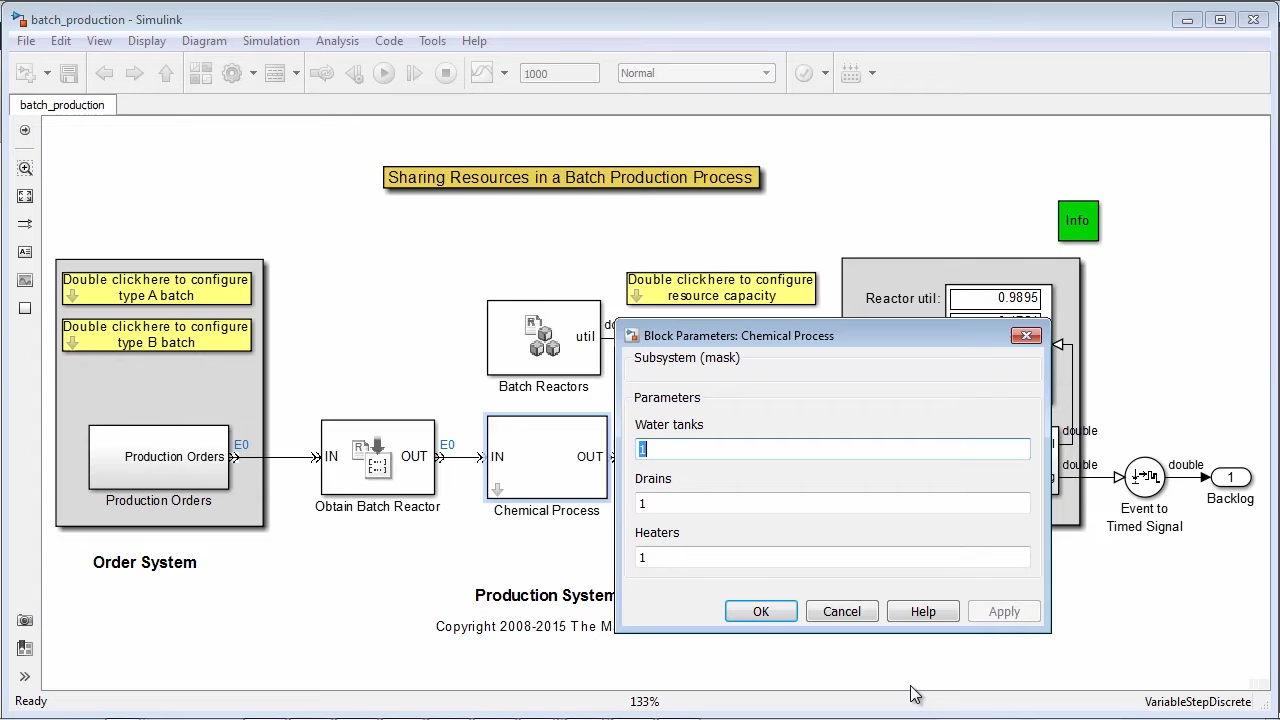 batch_production - Simulink
File Edit View Display Diagram Simulation Analysis Code Tools Help
1000 Normal
batch_production
Sharing Resources in a Batch Production Process
Info
Double clickhere to configure
type A batch
Double clickhere to configure
type B batch
Production Orders
E0
Production Orders
Order System
IN OUT
E0
Obtain Batch Reactor
util
Batch Reactors
IN OUT
Chemical Process
Production System
Copyright 2008-2015 The M
Double clickhere to configure
resource capacity
Reactor util:
0.9895
double
double
double
Event to
Timed Signal
1
Backlog
Block Parameters: Chemical Process
Subsystem (mask)
Parameters
Water tanks
1
Drains
1
Heaters
1
OK Cancel Help Apply
Ready 133% VariableStepDiscrete